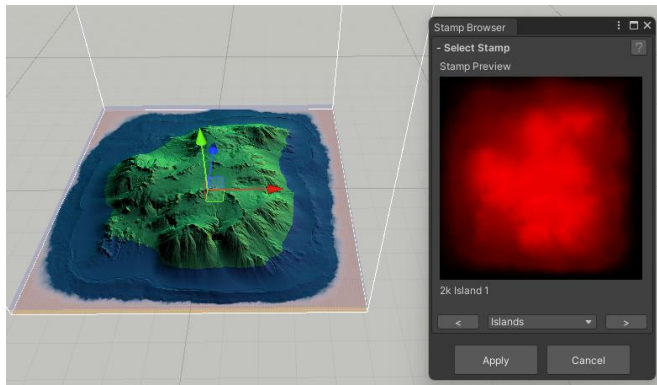 Stamp Browser
- Select Stamp
?
Stamp Preview
2k Island 1
< Islands >
Apply Cancel